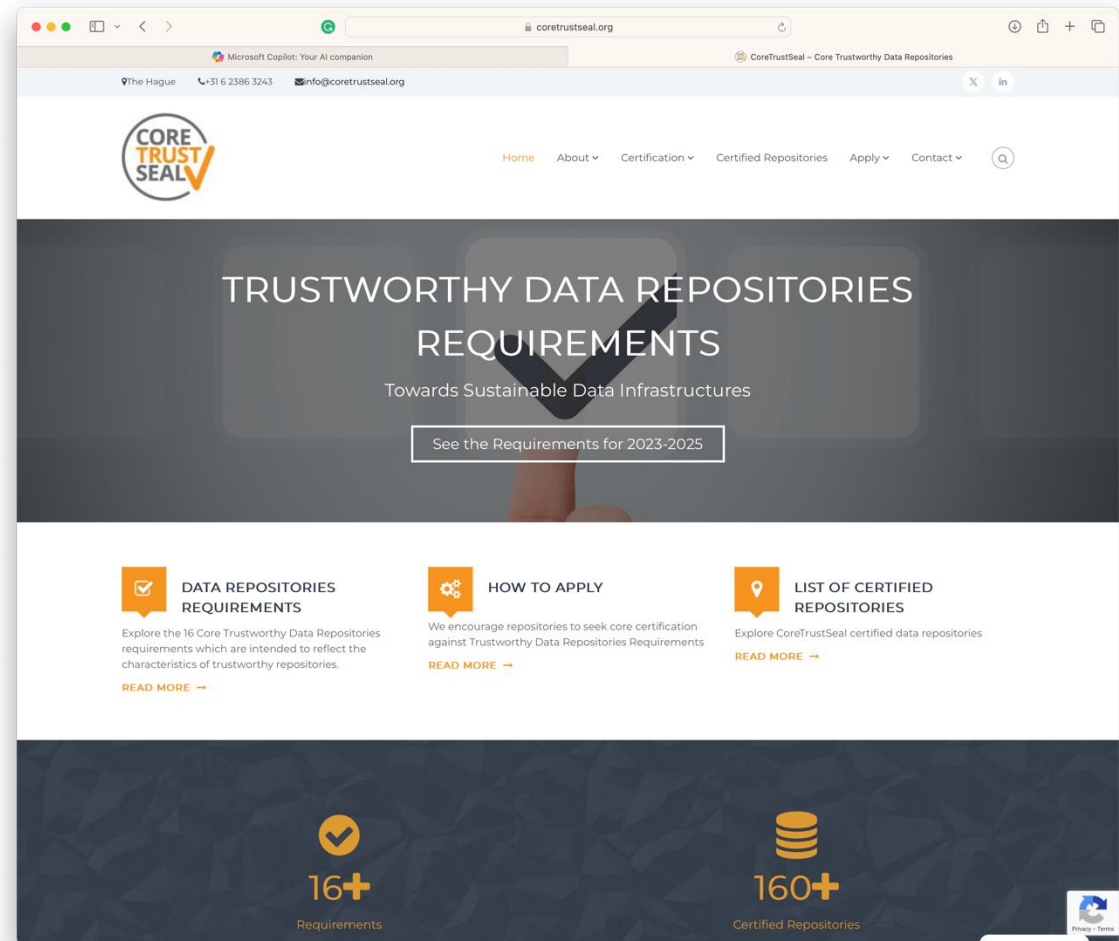 coretrustseal.org
Microsoft Copilot: Your AI companion
CoreTrustSeal – Core Trustworthy Data Repositories
The Hague +31 6 2386 3243 info@coretrustseal.org
X in
CORE
TRUST
SEAL
Home About Certification Certified Repositories Apply Contact
TRUSTWORTHY DATA REPOSITORIES
REQUIREMENTS
Towards Sustainable Data Infrastructures
See the Requirements for 2023-2025
DATA REPOSITORIES
REQUIREMENTS
Explore the 16 Core Trustworthy Data Repositories
requirements which are intended to reflect the
characteristics of trustworthy repositories.
READ MORE →
HOW TO APPLY
We encourage repositories to seek core certification
against Trustworthy Data Repositories Requirements
READ MORE →
LIST OF CERTIFIED
REPOSITORIES
Explore CoreTrustSeal certified data repositories
READ MORE →
16+
Requirements
160+
Certified Repositories
Privacy - Terms